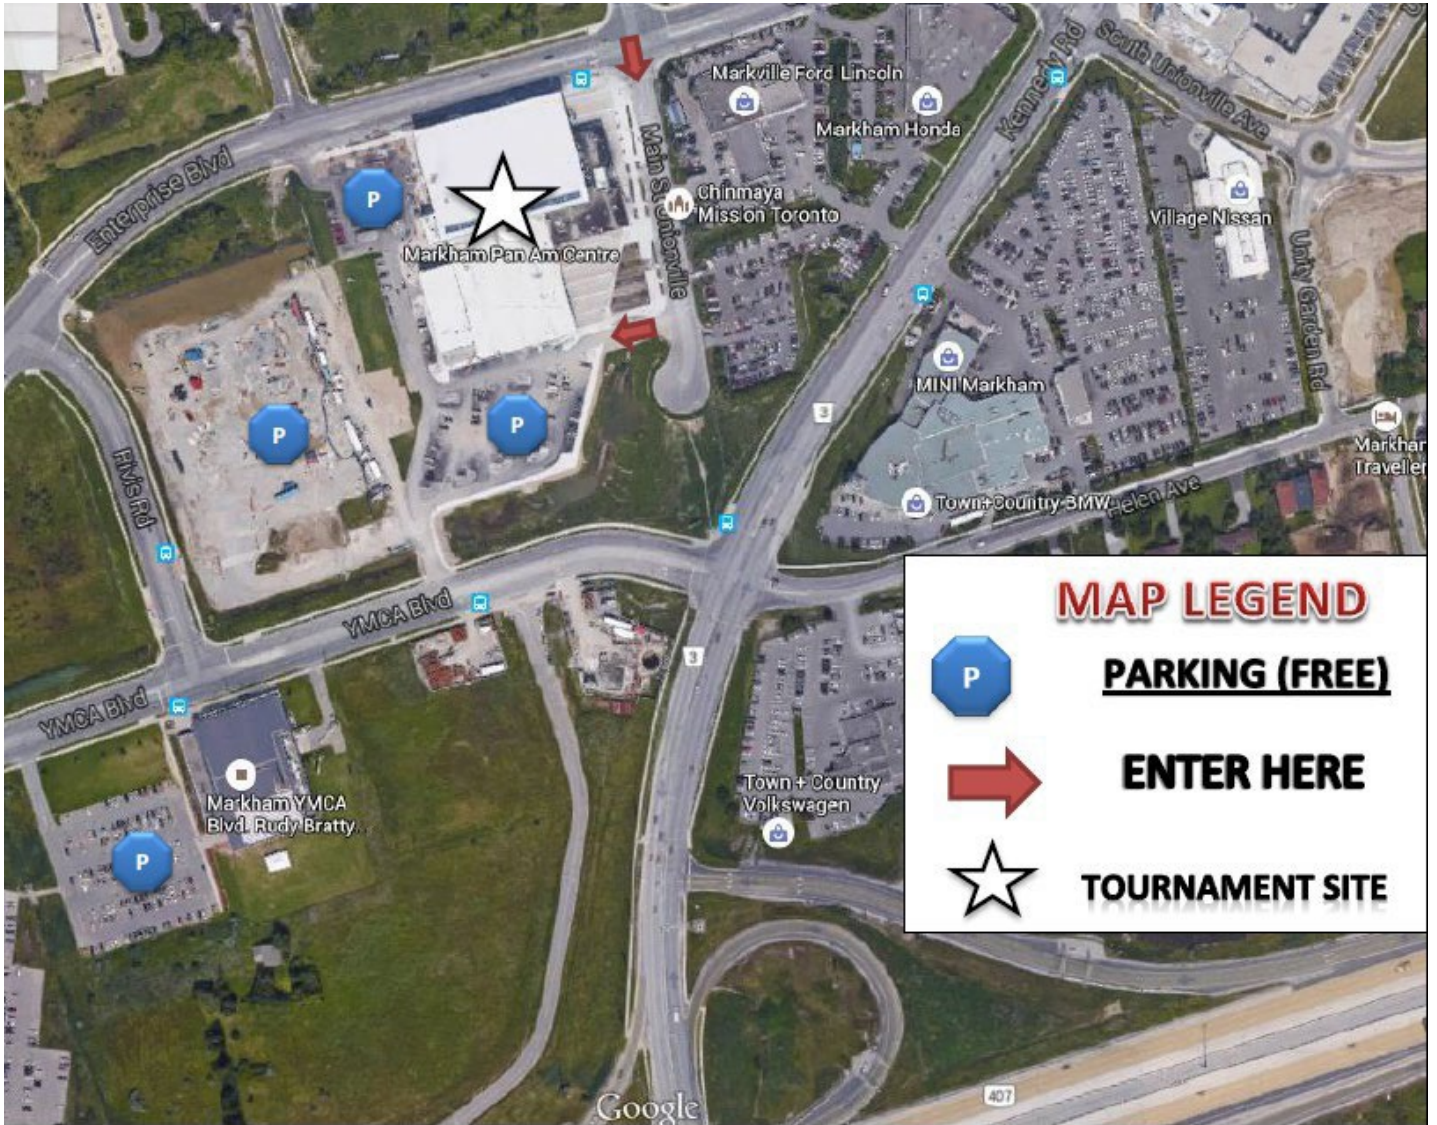 Markville Ford Lincoln
Markham Honda
Kennedy Rd
South Unionville Ave
Enterprise Blvd
P
Main St Unionville
Chinmaya
Mission Toronto
Village Nissan
Markham Pan Am Centre
Unity Garden Rd
MINI Markham
3
P
P
Markham
Traveller
Rivis Rd
Town+Country BMW
Helen Ave
YMCA Blvd
3
YMCA Blvd
Markham YMCA
Blvd. Rudy Bratty..
P
Town + Country
Volkswagen
MAP LEGEND
P
PARKING (FREE)
ENTER HERE
TOURNAMENT SITE
407
Google